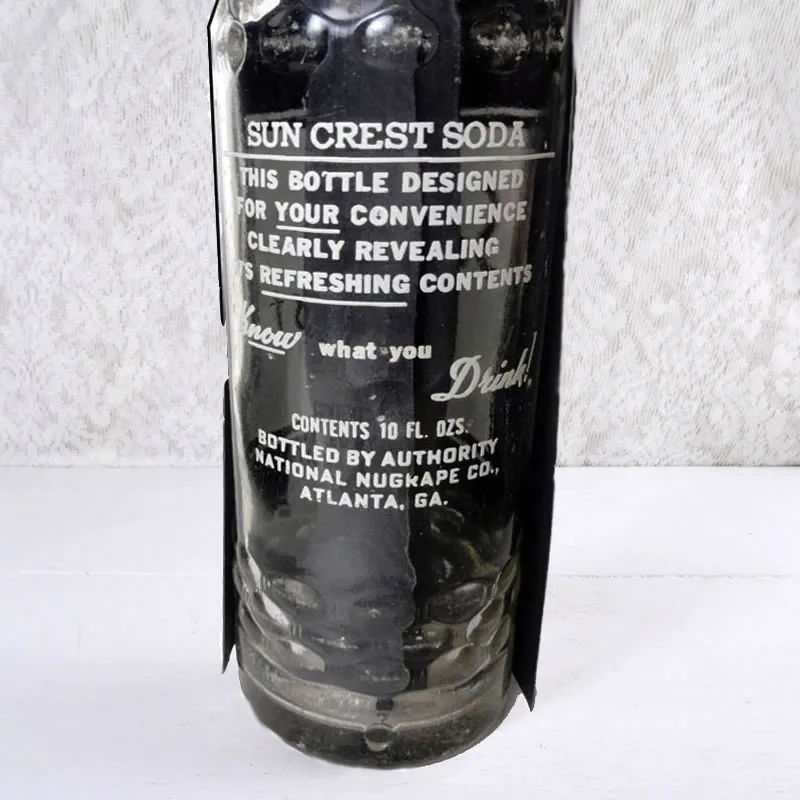 SUN CREST SODA
THIS BOTTLE DESIGNED
FOR YOUR CONVENIENCE
CLEARLY REVEALING
ITS REFRESHING CONTENTS
Know what you Drink!
CONTENTS 10 FL. OZS.
BOTTLED BY AUTHORITY
NATIONAL NUGRAPE CO.,
ATLANTA, GA.